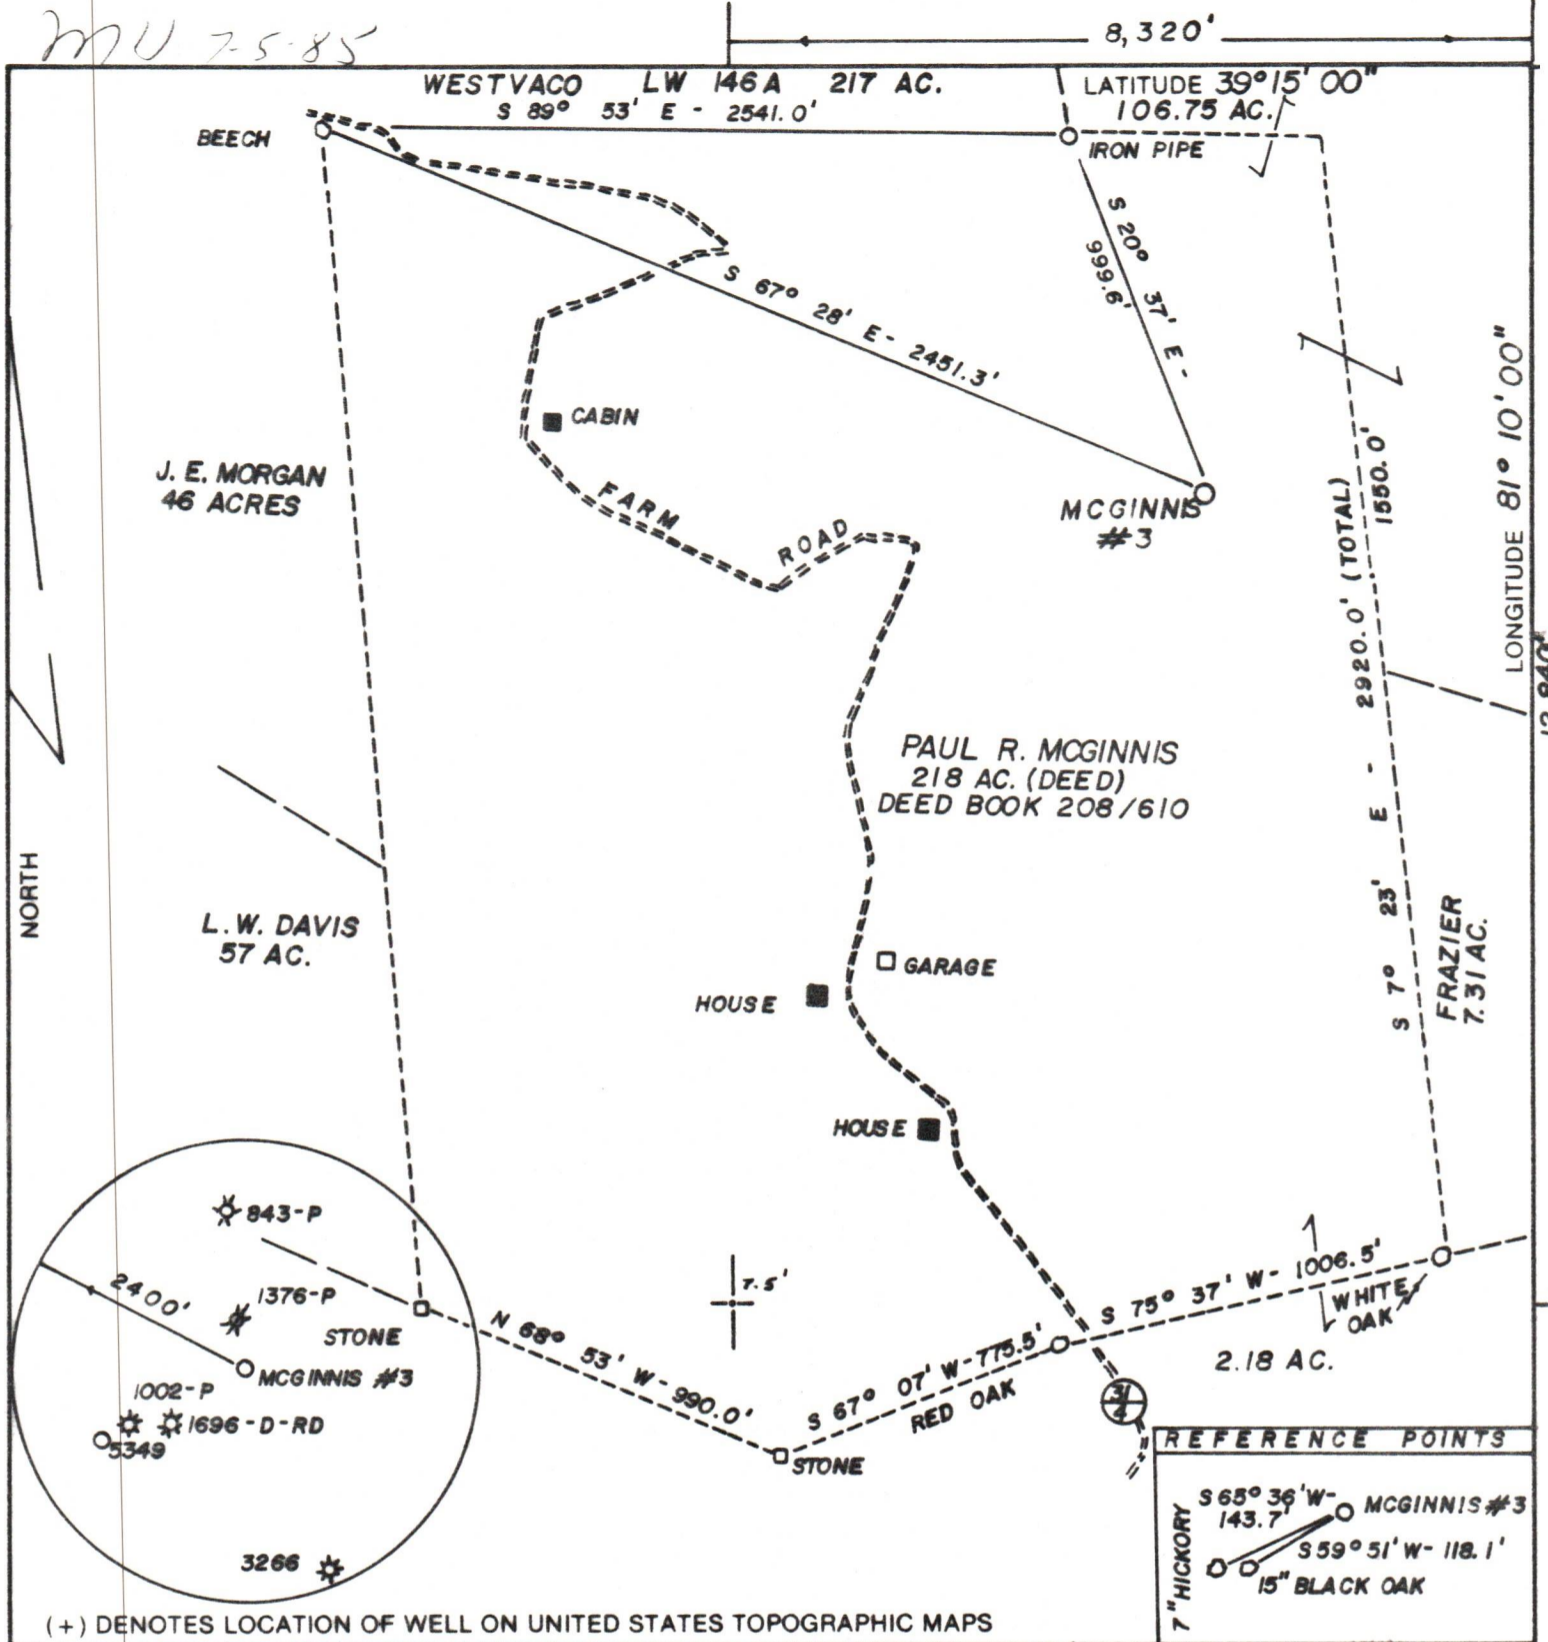 MU 7-5-85
8,320'
WESTVACO LW 146A 217 AC.
LATITUDE 39° 15' 00"
S 89° 53' E - 2541.0'
106.75 AC.
BEECH
IRON PIPE
S 20° 37' E -
999.6'
S 67° 28' E - 2451.3'
CABIN
J. E. MORGAN
46 ACRES
FARM ROAD
MCGINNIS
#3
LONGITUDE 81° 10' 00"
1550.0'
S 7° 23' E - 2920.0' (TOTAL)
PAUL R. MCGINNIS
218 AC. (DEED)
DEED BOOK 208/610
NORTH
L.W. DAVIS
57 AC.
FRAZIER
7.31 AC.
GARAGE
HOUSE
HOUSE
843-P
2400'
1376-P
STONE
MCGINNIS #3
1002-P
1696-D-RD
5349
3266
7.5'
N 68° 53' W - 990.0'
STONE
S 67° 07' W - 775.5'
RED OAK
S 75° 37' W - 1006.5'
WHITE
OAK
2.18 AC.
31
4
REFERENCE POINTS
S 65° 36' W -
143.7'
MCGINNIS #3
S 59° 51' W - 118.1'
15" BLACK OAK
7" HICKORY
(+) DENOTES LOCATION OF WELL ON UNITED STATES TOPOGRAPHIC MAPS